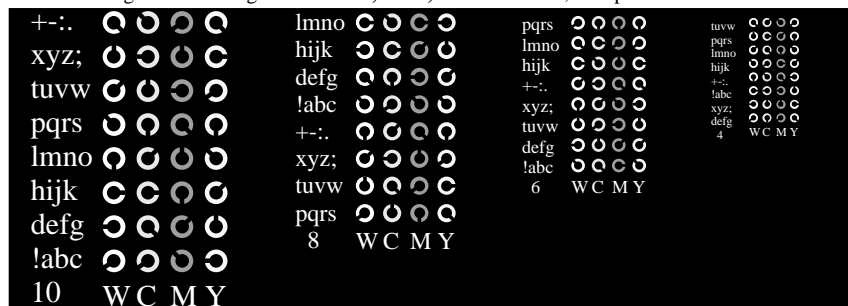 +-:.
xyz;
tuvw
pqrs
lmno
hijk
defg
!abc
10 W C M Y
lmno
hijk
defg
!abc
+-:.
xyz;
tuvw
pqrs
8 W C M Y
pqrs
lmno
hijk
+-:.
xyz;
tuvw
defg
!abc
6 W C M Y
tuvw
pqrs
lmno
hijk
+-:.
!abc
xyz;
defg
4 W C M Y